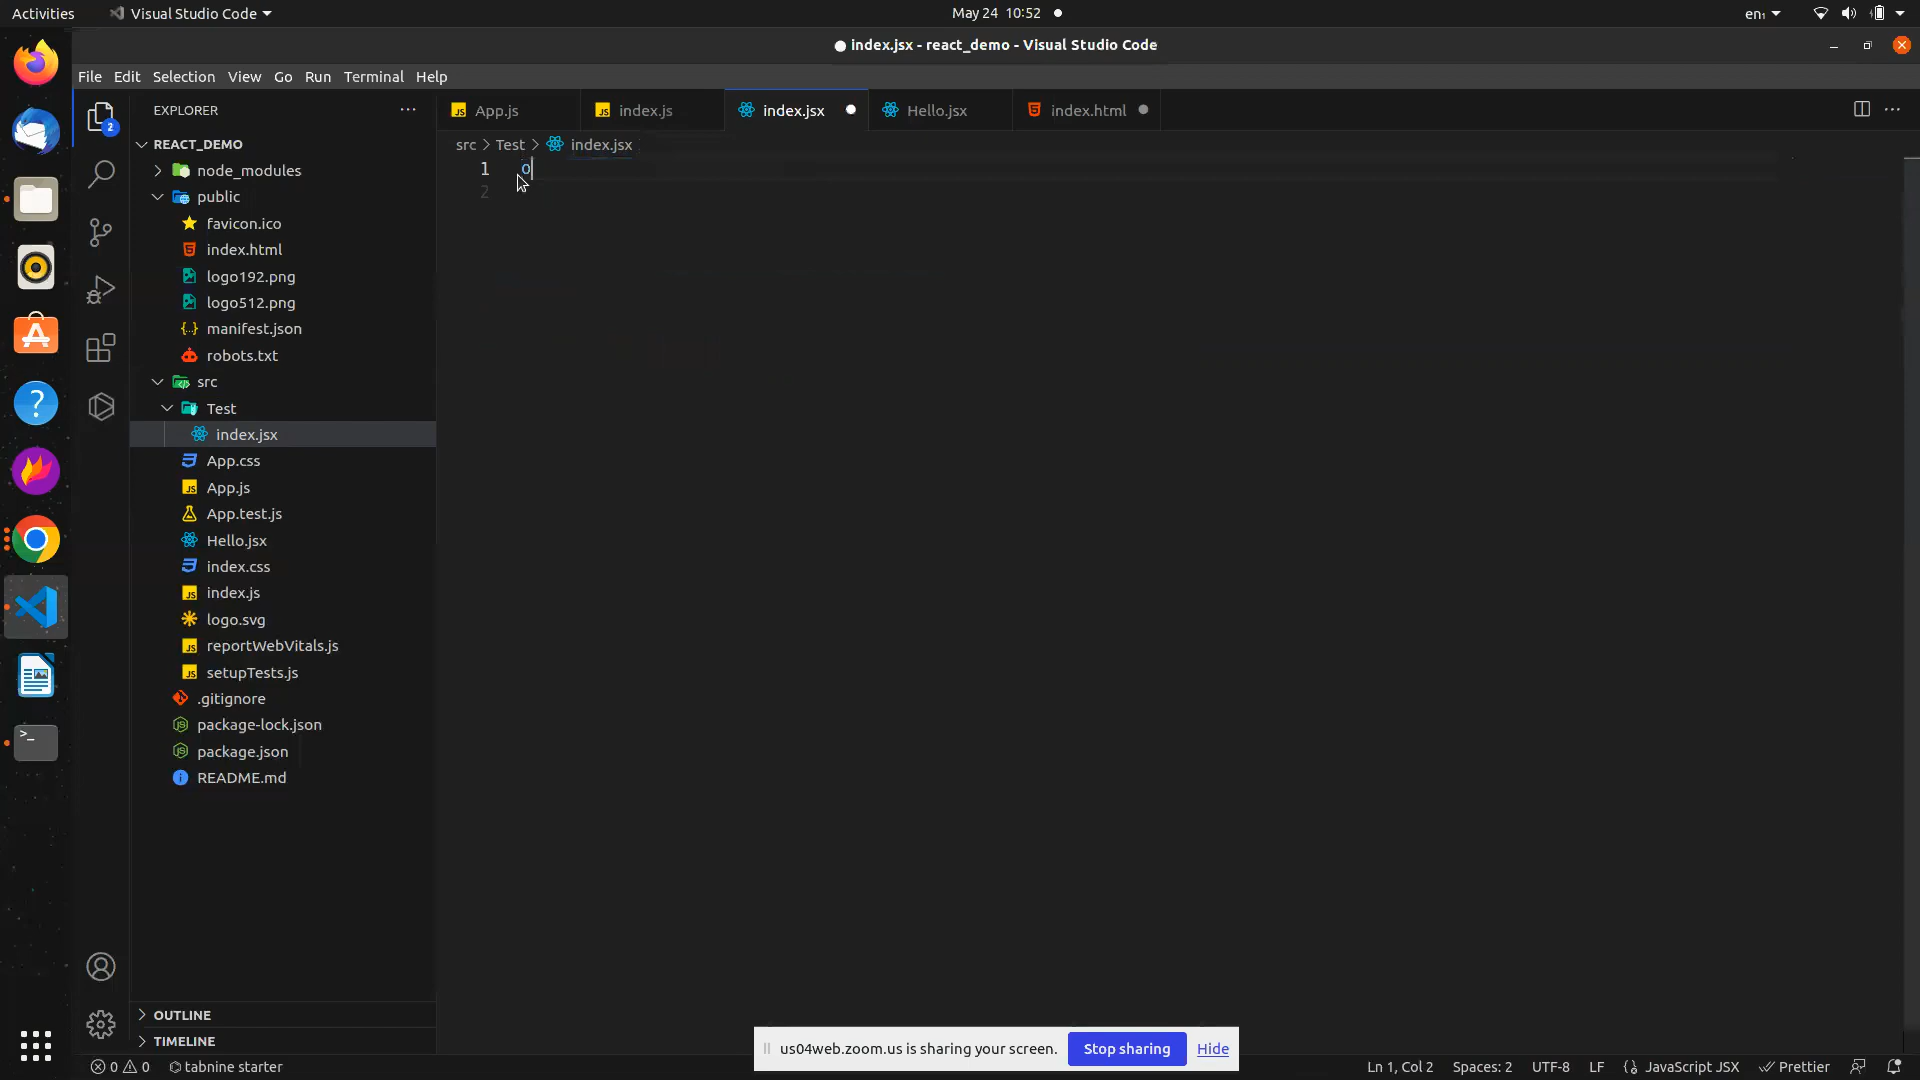 Activities
Visual Studio Code
May 24 10:52
en₁
index.jsx - react_demo - Visual Studio Code
File Edit Selection View Go Run Terminal Help
EXPLORER
2
App.js
index.js
index.jsx
Hello.jsx
index.html
src > Test > index.jsx
REACT_DEMO
node_modules
public
favicon.ico
index.html
logo192.png
logo512.png
manifest.json
robots.txt
src
Test
index.jsx
App.css
App.js
App.test.js
Hello.jsx
index.css
index.js
logo.svg
reportWebVitals.js
setupTests.js
.gitignore
package-lock.json
package.json
README.md
1 o
2
OUTLINE
TIMELINE
us04web.zoom.us is sharing your screen. Stop sharing Hide
0 0 tabnine starter
Ln 1, Col 2 Spaces: 2 UTF-8 LF {} JavaScript JSX Prettier